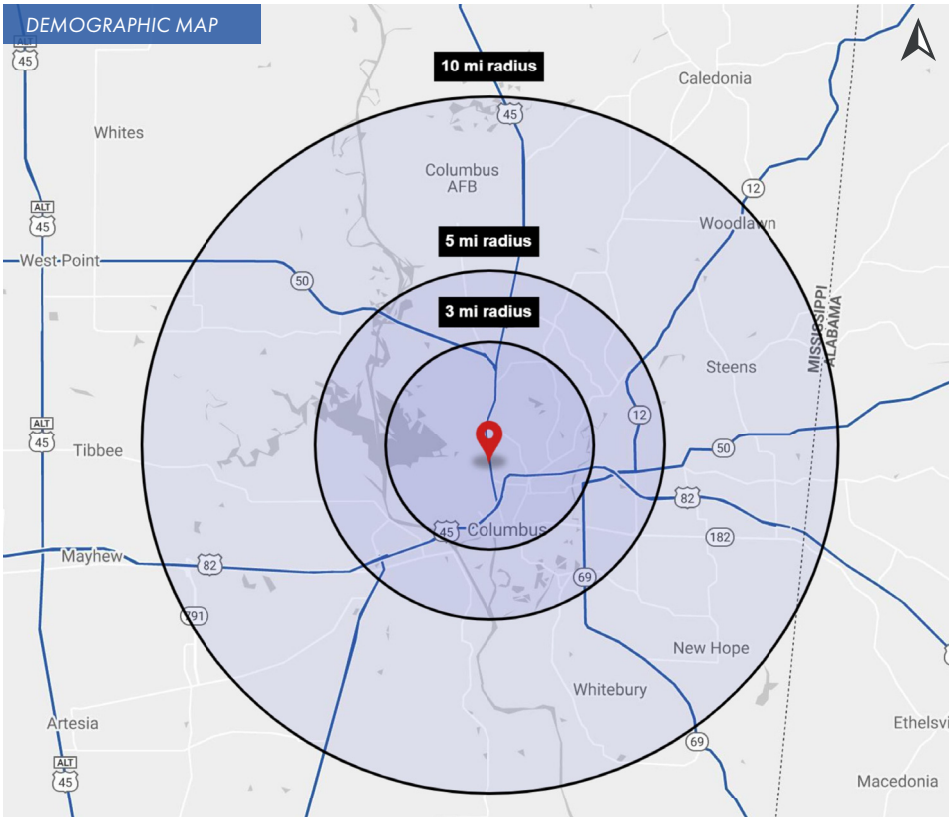 DEMOGRAPHIC MAP
ALT
45
10 mi radius
Caledonia
45
Whites
Columbus
AFB
12
ALT
45
Woodlawn
5 mi radius
West Point
50
3 mi radius
MISSISSIPPI
ALABAMA
Steens
12
ALT
45
Tibbee
50
82
45
Columbus
182
Mayhew
82
69
791
New Hope
Whitebury
Artesia
Ethelsvi
69
ALT
45
Macedonia